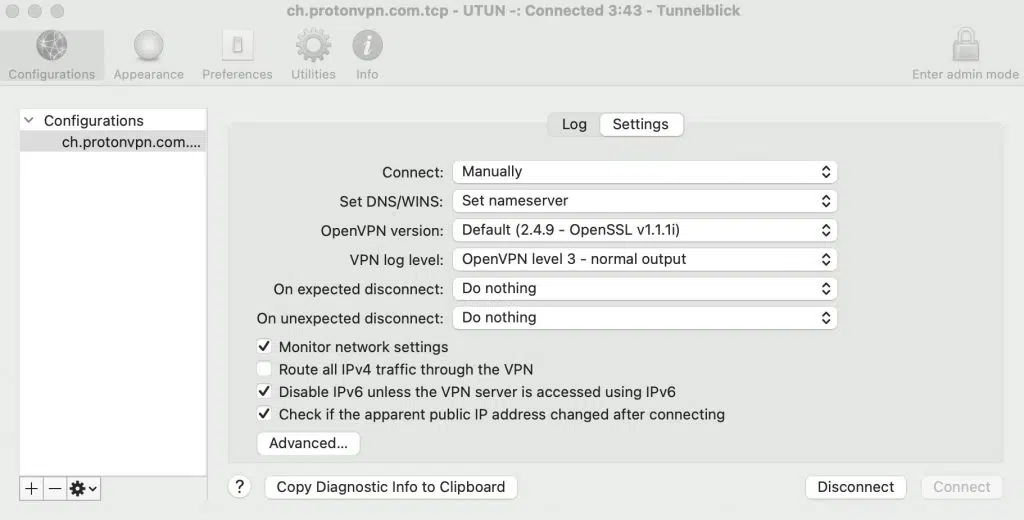 ch.protonvpn.com.tcp - UTUN -: Connected 3:43 - Tunnelblick
Configurations Appearance Preferences Utilities Info Enter admin mode
Configurations
ch.protonvpn.com....
Log Settings
Connect: Manually
Set DNS/WINS: Set nameserver
OpenVPN version: Default (2.4.9 - OpenSSL v1.1.1i)
VPN log level: OpenVPN level 3 - normal output
On expected disconnect: Do nothing
On unexpected disconnect: Do nothing
Monitor network settings
Route all IPv4 traffic through the VPN
Disable IPv6 unless the VPN server is accessed using IPv6
Check if the apparent public IP address changed after connecting
Advanced...
? Copy Diagnostic Info to Clipboard Disconnect Connect